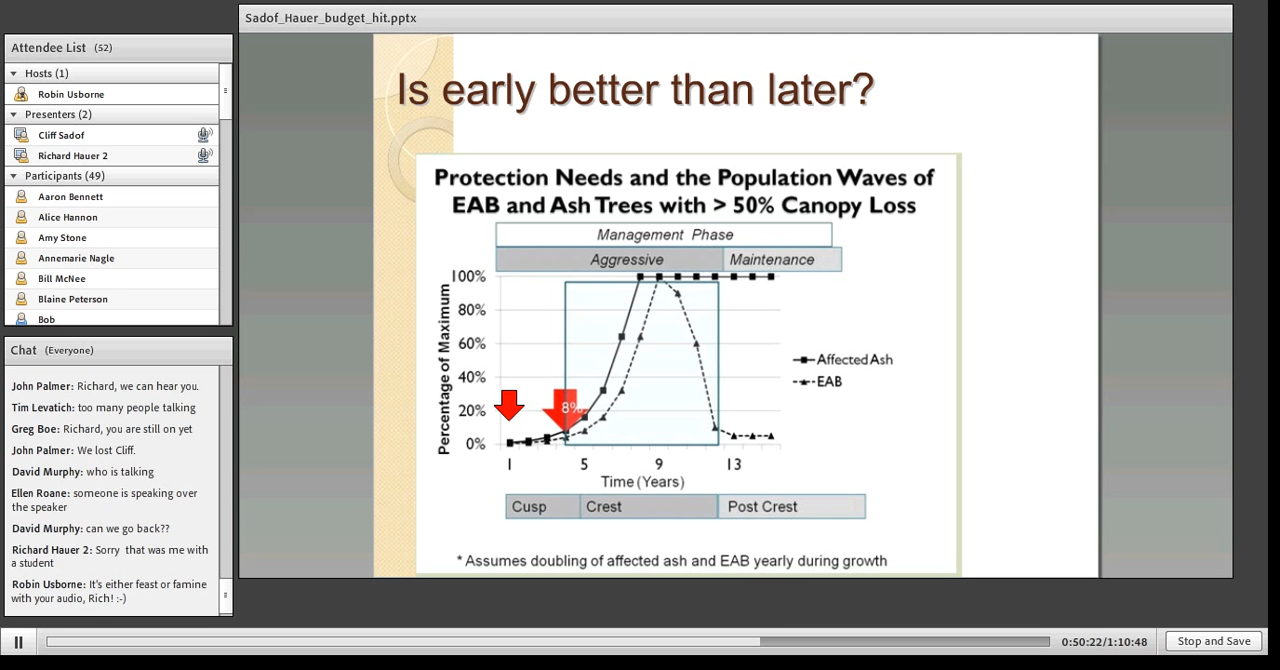 Sadof_Hauer_budget_hit.pptx
Attendee List (52)
Hosts (1)
Robin Usborne
Presenters (2)
Cliff Sadof
Richard Hauer 2
Participants (49)
Aaron Bennett
Alice Hannon
Amy Stone
Annemarie Nagle
Bill McNee
Blaine Peterson
Bob
Chat (Everyone)
John Palmer: Richard, we can hear you.
Tim Levatich: too many people talking
Greg Boe: Richard, you are still on yet
John Palmer: We lost Cliff.
David Murphy: who is talking
Ellen Roane: someone is speaking over
the speaker
David Murphy: can we go back??
Richard Hauer 2: Sorry that was me with
a student
Robin Usborne: It's either feast or famine
with your audio, Rich! :-)
Is early better than later?
Protection Needs and the Population Waves of
EAB and Ash Trees with > 50% Canopy Loss
Management Phase
Aggressive
Maintenance
Percentage of Maximum
100%
80%
60%
40%
20%
0%
8%
1 5 9 13
Time (Years)
Affected Ash
EAB
Cusp
Crest
Post Crest
* Assumes doubling of affected ash and EAB yearly during growth
0:50:22/1:10:48
Stop and Save